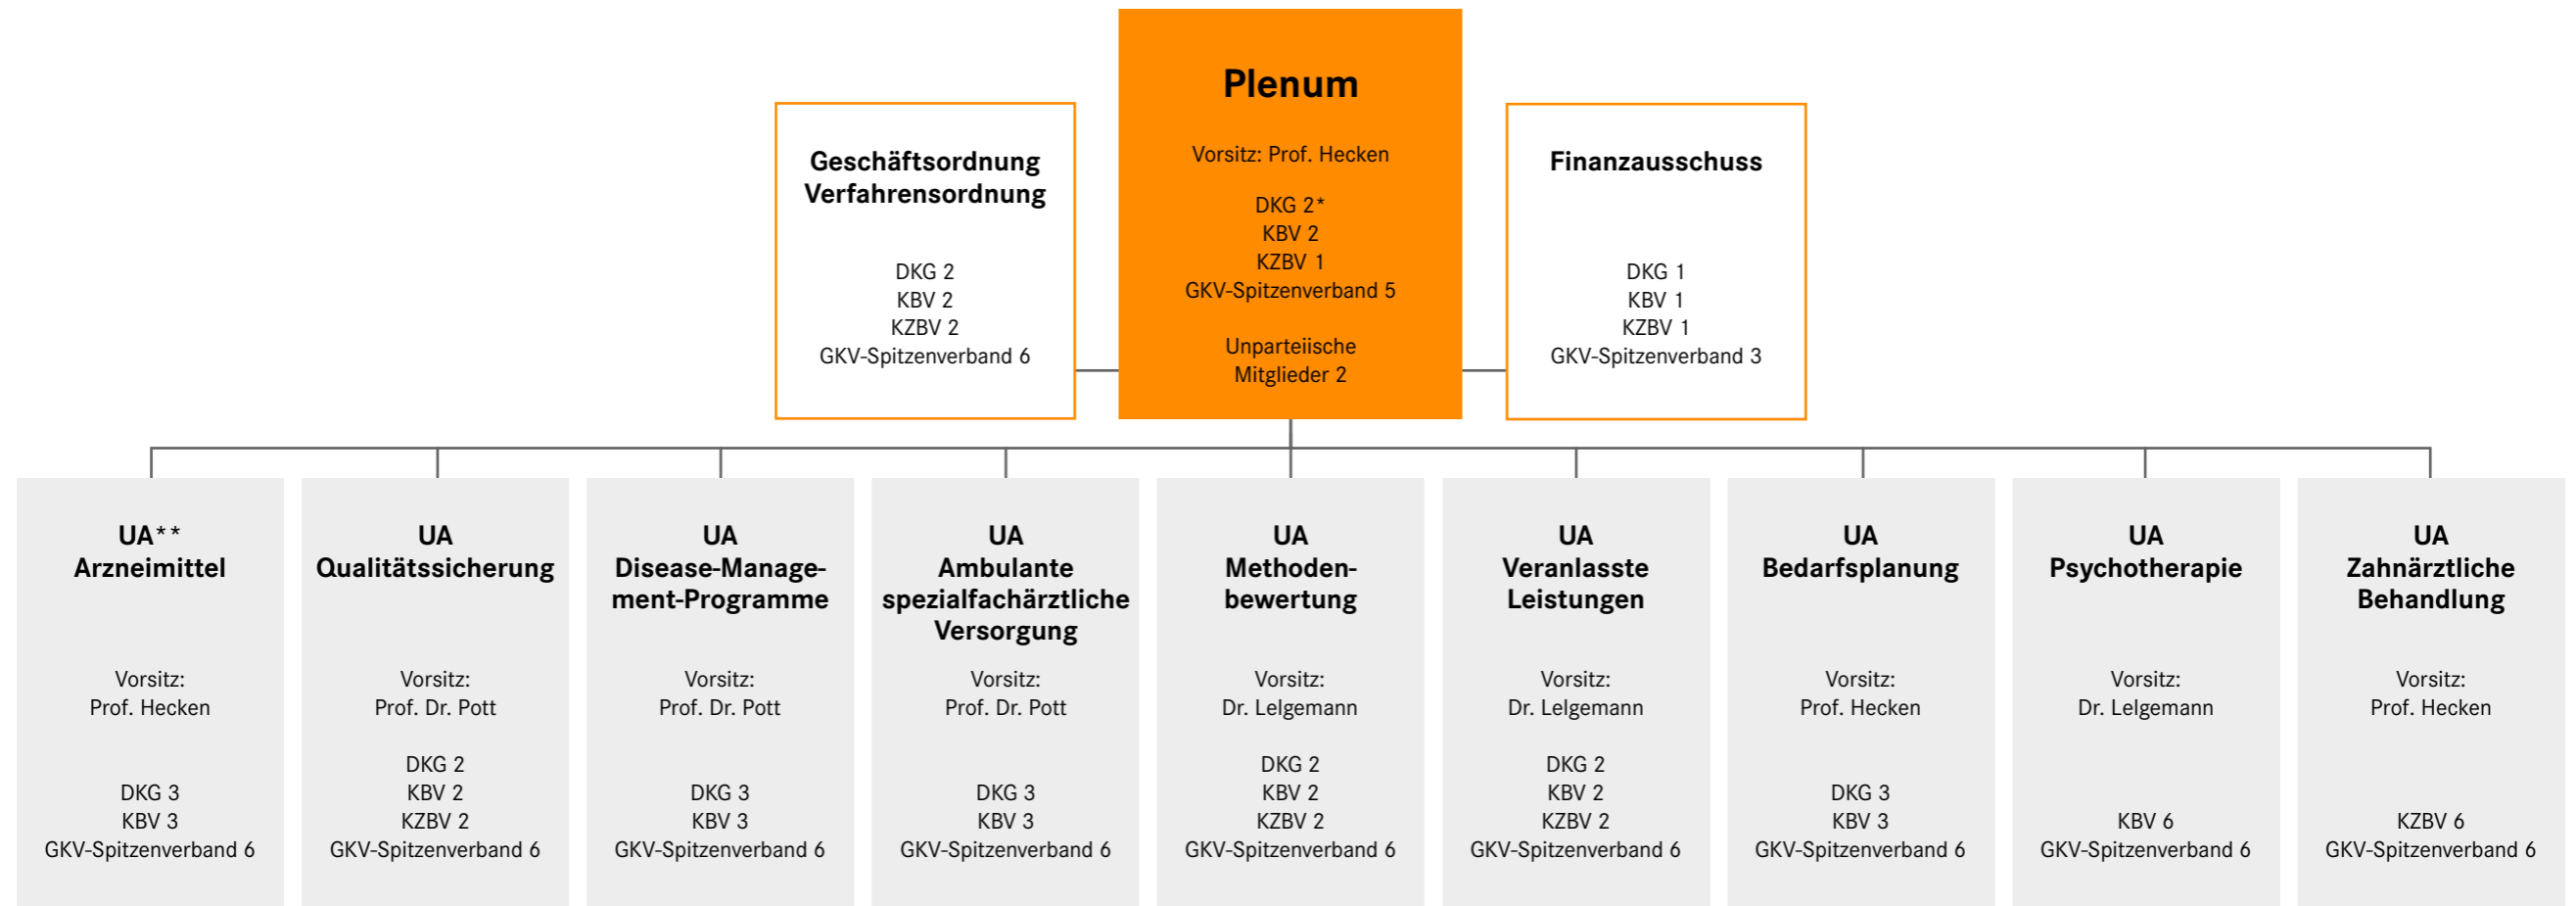 Plenum
Vorsitz: Prof. Hecken
DKG 2*
KBV 2
KZBV 1
GKV-Spitzenverband 5
Unparteiische
Mitglieder 2
Geschäftsordnung
Verfahrensordnung
DKG 2
KBV 2
KZBV 2
GKV-Spitzenverband 6
Finanzausschuss
DKG 1
KBV 1
KZBV 1
GKV-Spitzenverband 3
UA**
Arzneimittel
Vorsitz:
Prof. Hecken
DKG 3
KBV 3
GKV-Spitzenverband 6
UA
Qualitätssicherung
Vorsitz:
Prof. Dr. Pott
DKG 2
KBV 2
KZBV 2
GKV-Spitzenverband 6
UA
Disease-Manage-
ment-Programme
Vorsitz:
Prof. Dr. Pott
DKG 3
KBV 3
GKV-Spitzenverband 6
UA
Ambulante
spezialfachärztliche
Versorgung
Vorsitz:
Prof. Dr. Pott
DKG 3
KBV 3
GKV-Spitzenverband 6
UA
Methoden-
bewertung
Vorsitz:
Dr. Lelgemann
DKG 2
KBV 2
KZBV 2
GKV-Spitzenverband 6
UA
Veranlasste
Leistungen
Vorsitz:
Dr. Lelgemann
DKG 2
KBV 2
KZBV 2
GKV-Spitzenverband 6
UA
Bedarfsplanung
Vorsitz:
Prof. Hecken
DKG 3
KBV 3
GKV-Spitzenverband 6
UA
Psychotherapie
Vorsitz:
Dr. Lelgemann
KBV 6
GKV-Spitzenverband 6
UA
Zahnärztliche
Behandlung
Vorsitz:
Prof. Hecken
KZBV 6
GKV-Spitzenverband 6